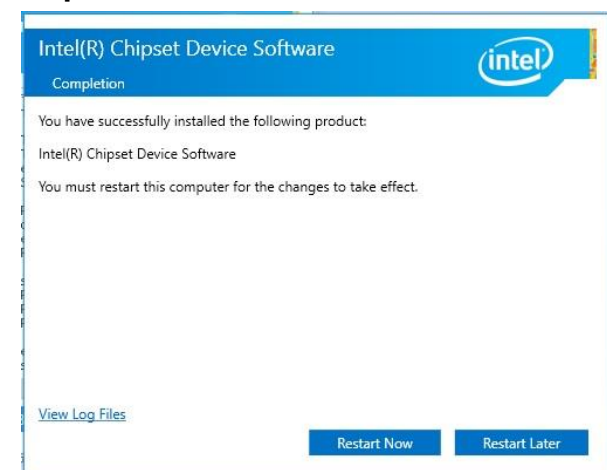 Intel(R) Chipset Device Software
intel
Completion
You have successfully installed the following product:
Intel(R) Chipset Device Software
You must restart this computer for the changes to take effect.
View Log Files
Restart Now
Restart Later